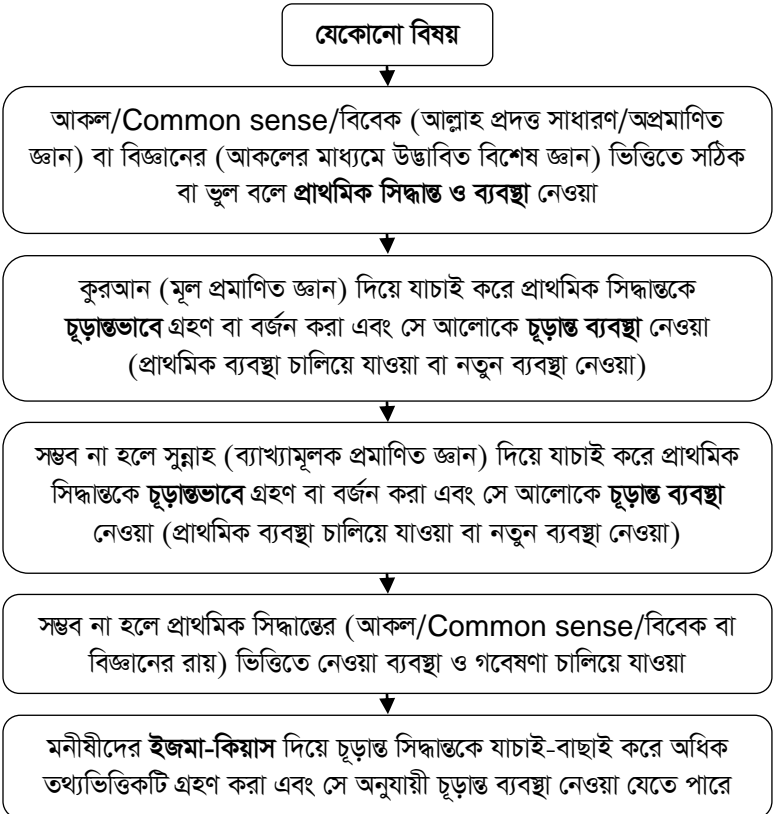 যেকোনো বিষয়
আকল/Common sense/বিবেক (আল্লাহ প্রদত্ত সাধারণ/অপ্রমাণিত
জ্ঞান) বা বিজ্ঞানের (আকলের মাধ্যমে উদ্ভাবিত বিশেষ জ্ঞান) ভিত্তিতে সঠিক
বা ভুল বলে প্রাথমিক সিদ্ধান্ত ও ব্যবস্থা নেওয়া
কুরআন (মূল প্রমাণিত জ্ঞান) দিয়ে যাচাই করে প্রাথমিক সিদ্ধান্তকে
চূড়ান্তভাবে গ্রহণ বা বর্জন করা এবং সে আলোকে চূড়ান্ত ব্যবস্থা নেওয়া
(প্রাথমিক ব্যবস্থা চালিয়ে যাওয়া বা নতুন ব্যবস্থা নেওয়া)
সম্ভব না হলে সুন্নাহ (ব্যাখ্যামূলক প্রমাণিত জ্ঞান) দিয়ে যাচাই করে প্রাথমিক
সিদ্ধান্তকে চূড়ান্তভাবে গ্রহণ বা বর্জন করা এবং সে আলোকে চূড়ান্ত ব্যবস্থা
নেওয়া (প্রাথমিক ব্যবস্থা চালিয়ে যাওয়া বা নতুন ব্যবস্থা নেওয়া)
সম্ভব না হলে প্রাথমিক সিদ্ধান্তের (আকল/Common sense/বিবেক বা
বিজ্ঞানের রায়) ভিত্তিতে নেওয়া ব্যবস্থা ও গবেষণা চালিয়ে যাওয়া
মনীষীদের ইজমা-কিয়াস দিয়ে চূড়ান্ত সিদ্ধান্তকে যাচাই-বাছাই করে অধিক
তথ্যভিত্তিকটি গ্রহণ করা এবং সে অনুযায়ী চূড়ান্ত ব্যবস্থা নেওয়া যেতে পারে